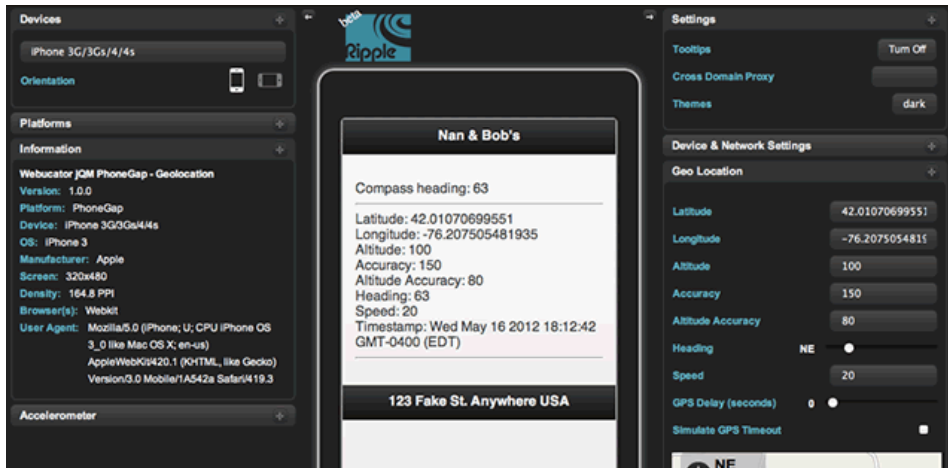 Devices
iPhone 3G/3Gs/4/4s
Orientation
Platforms
Information
Webucator jQM PhoneGap - Geolocation
Version: 1.0.0
Platform: PhoneGap
Device: iPhone 3G/3Gs/4/4s
OS: iPhone 3
Manufacturer: Apple
Screen: 320x480
Density: 164.8 PPI
Browser(s): Webkit
User Agent: Mozilla/5.0 (iPhone; U; CPU iPhone OS
3_0 like Mac OS X; en-us)
AppleWebKit/420.1 (KHTML, like Gecko)
Version/3.0 Mobile/1A542a Safari/419.3
Accelerometer
beta
Ripple
Nan & Bob's
Compass heading: 63
Latitude: 42.01070699551
Longitude: -76.207505481935
Altitude: 100
Accuracy: 150
Altitude Accuracy: 80
Heading: 63
Speed: 20
Timestamp: Wed May 16 2012 18:12:42
GMT-0400 (EDT)
123 Fake St. Anywhere USA
Settings
Tooltips Turn Off
Cross Domain Proxy
Themes dark
Device & Network Settings
Geo Location
Latitude 42.01070699551
Longitude -76.2075054819
Altitude 100
Accuracy 150
Altitude Accuracy 80
Heading NE
Speed 20
GPS Delay (seconds) 0
Simulate GPS Timeout
NE